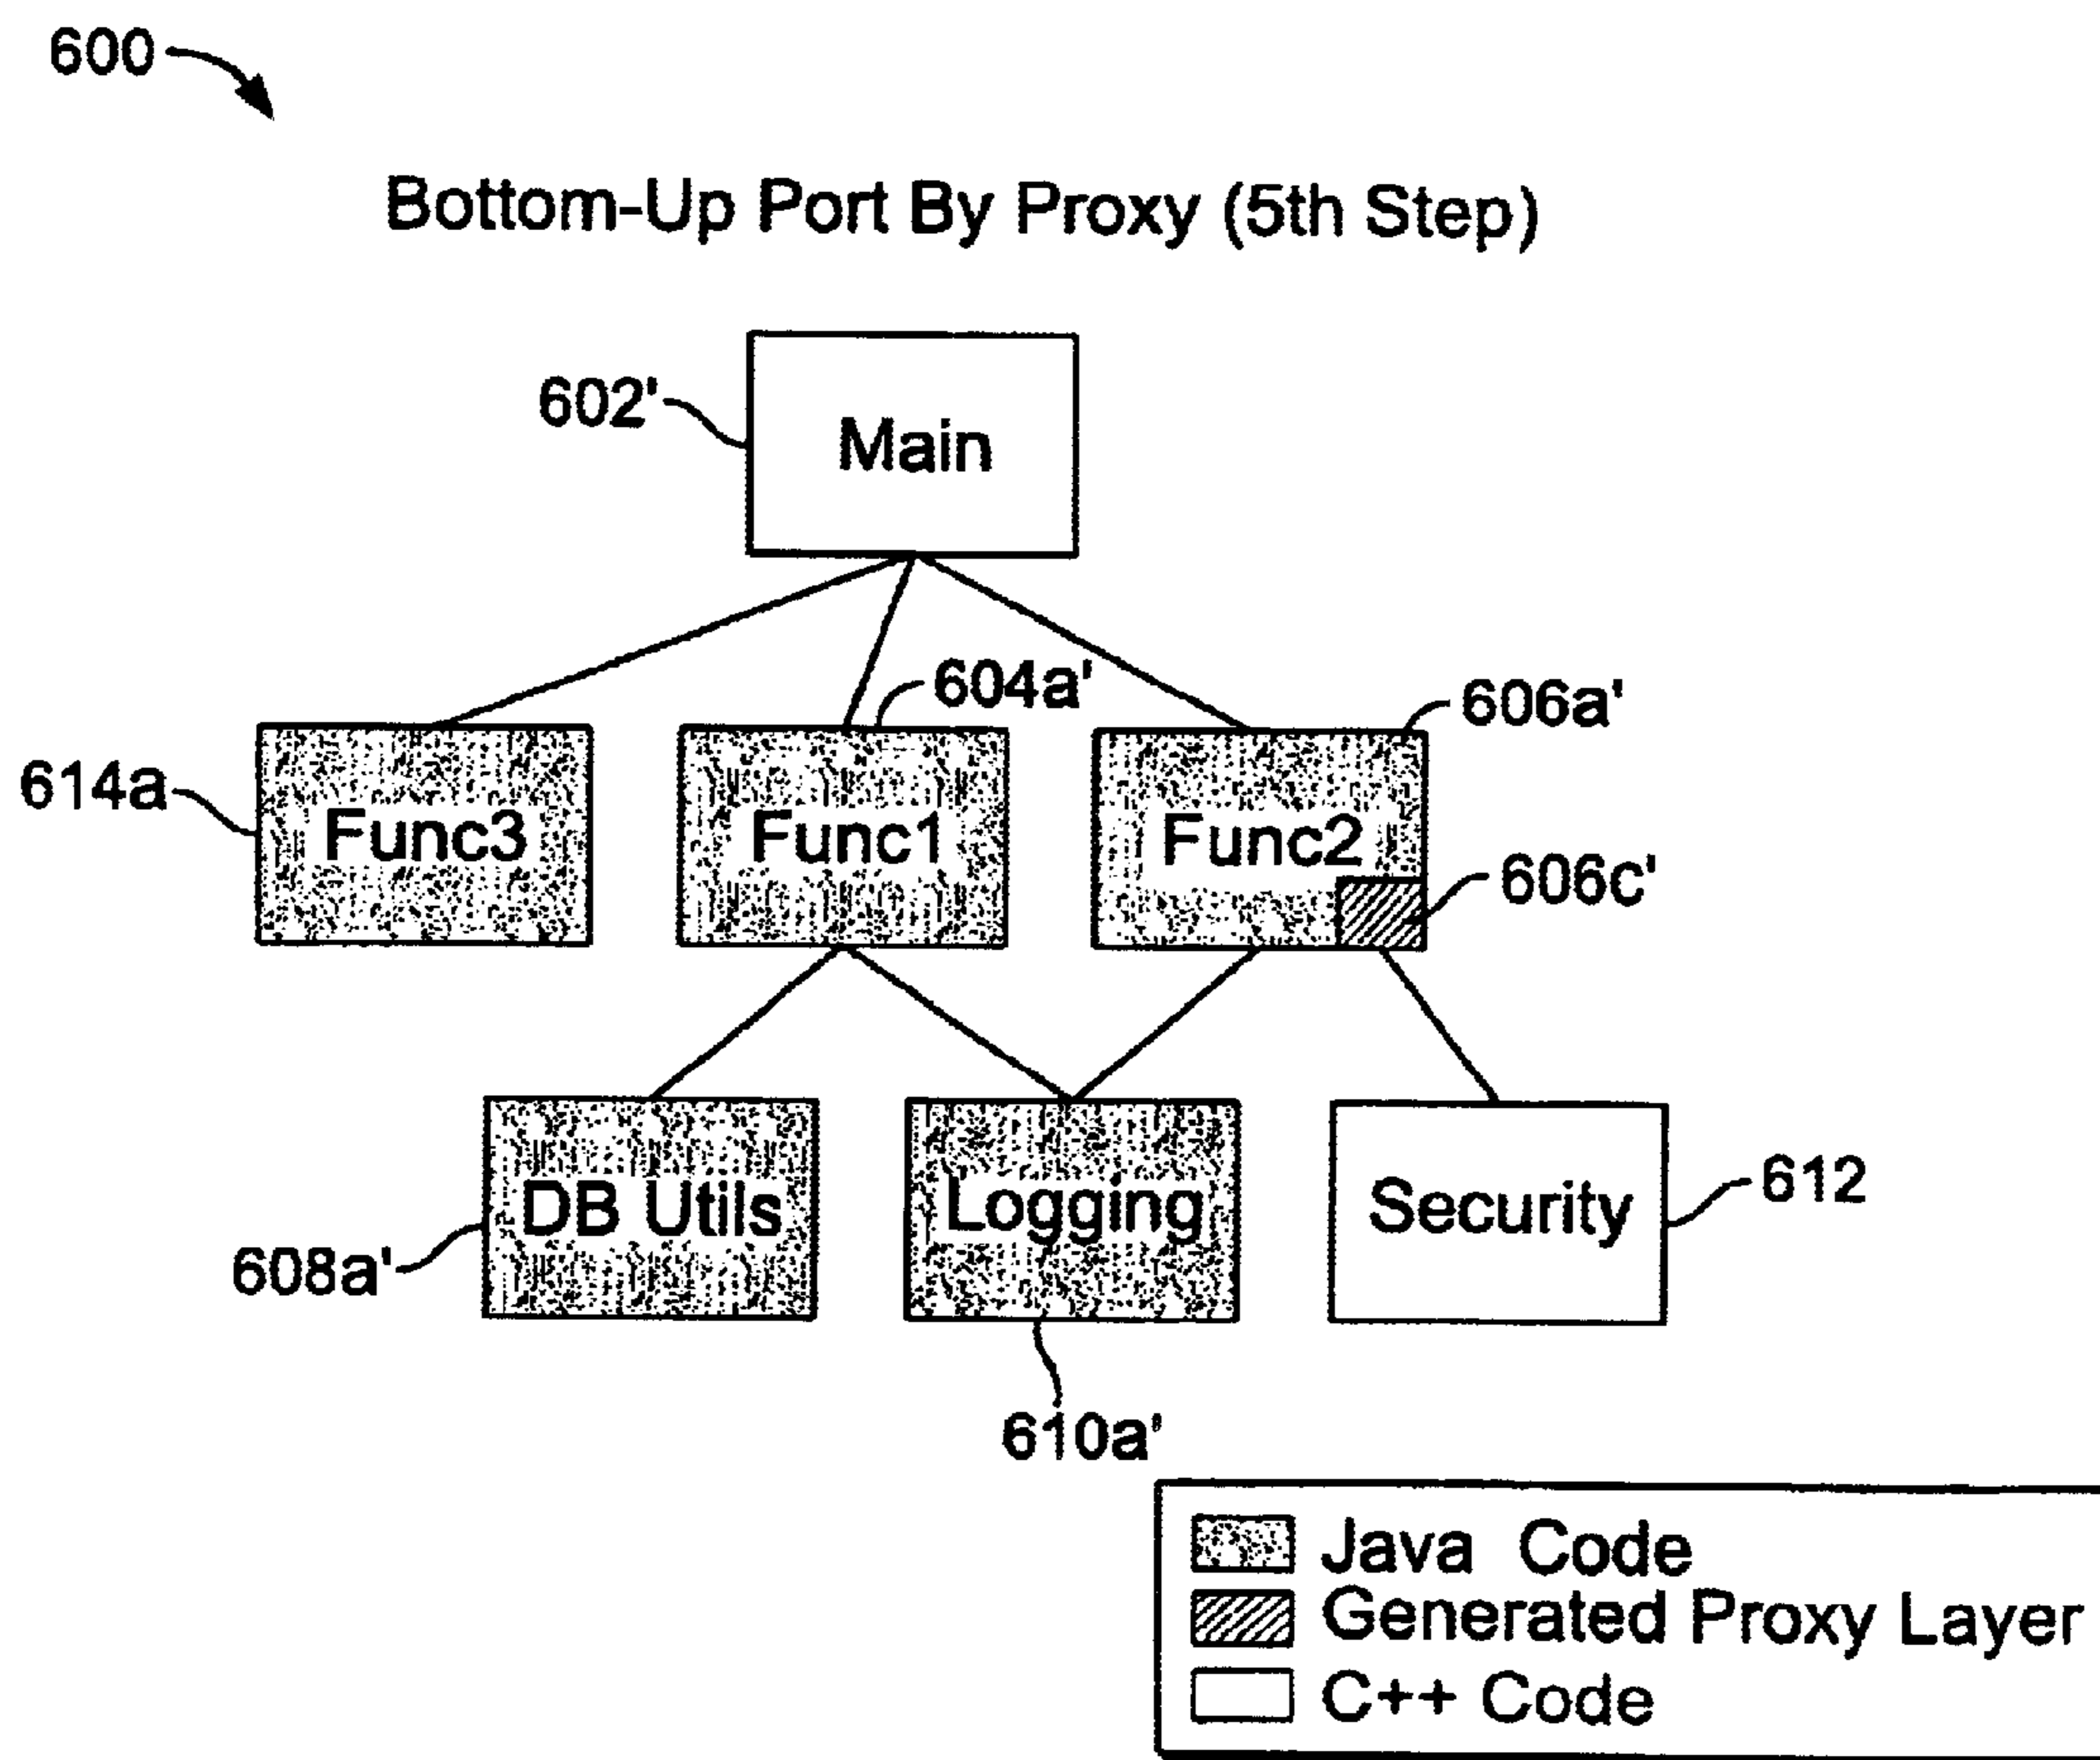 600
Bottom-Up Port By Proxy (5th Step)
602'
Main
604a'
606a'
614a
Func3
Func1
Func2
606c'
DB Utils
Logging
Security
612
608a'
610a'
Java Code
Generated Proxy Layer
C++ Code